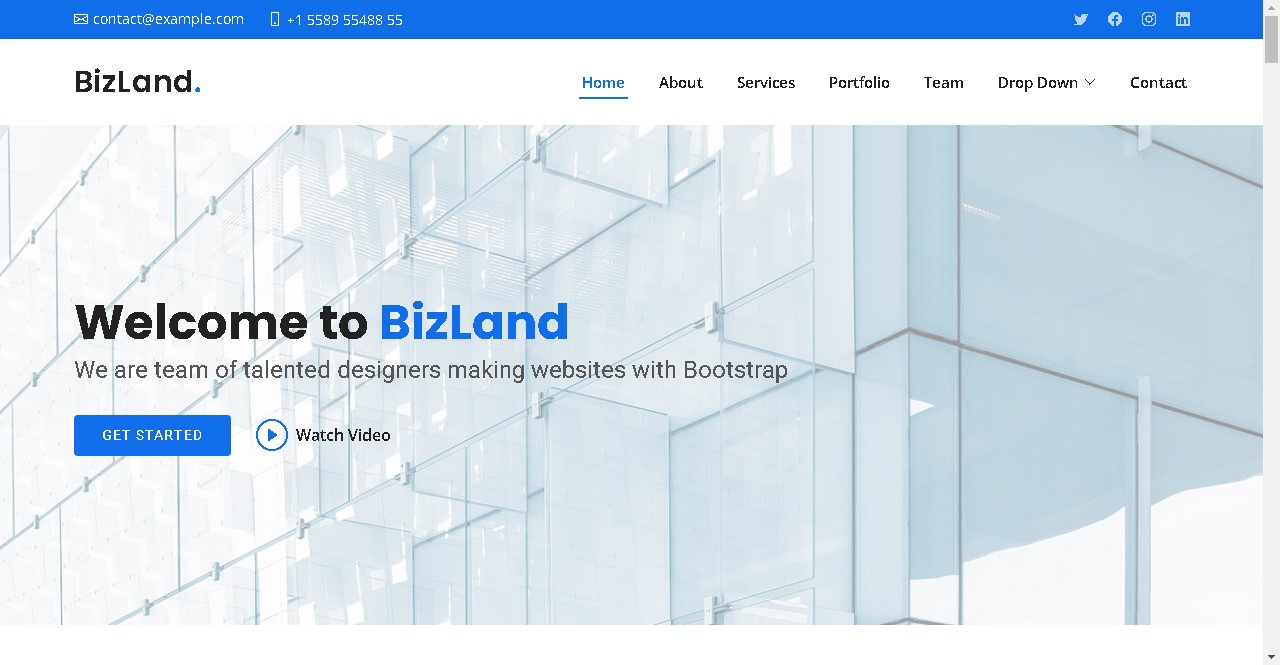 contact@example.com +1 5589 55488 55
BizLand. Home About Services Portfolio Team Drop Down Contact
Welcome to BizLand
We are team of talented designers making websites with Bootstrap
GET STARTED Watch Video